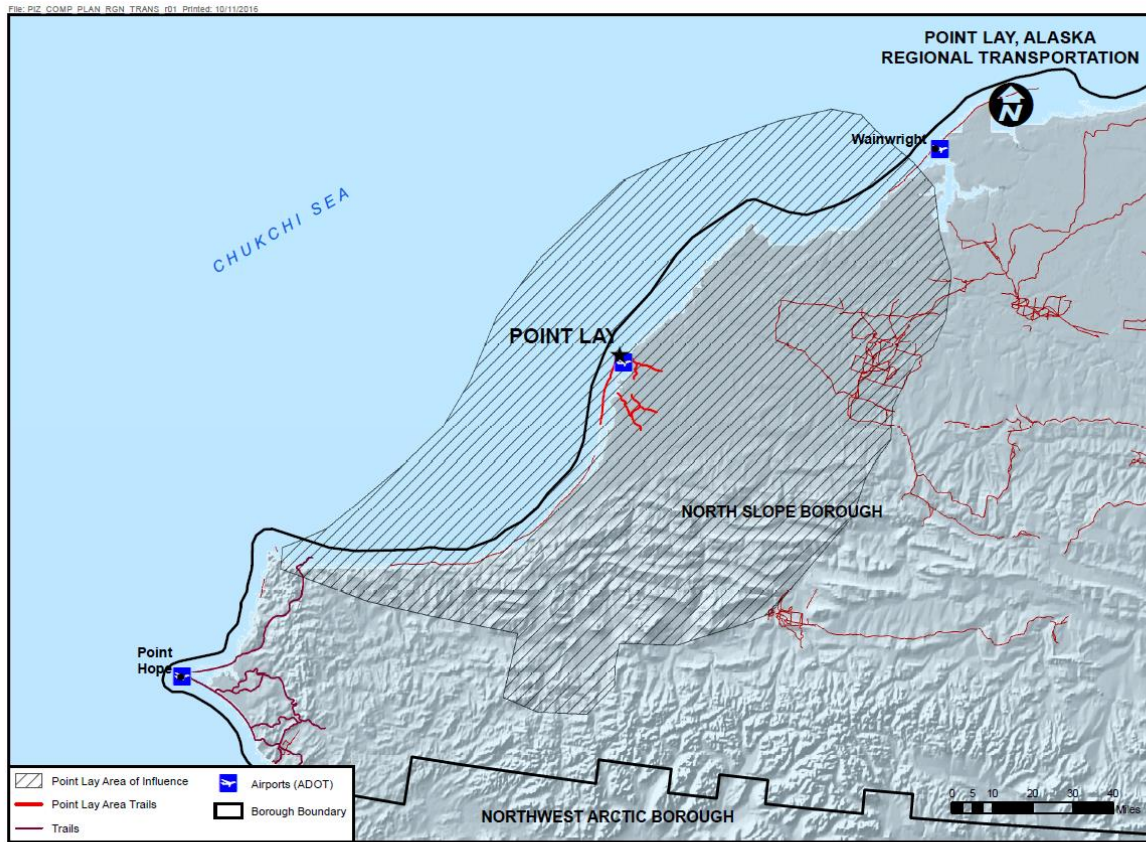 File: PIZ_COMP_PLAN_RGN_TRANS_r01 Printed: 10/11/2016
POINT LAY, ALASKA
REGIONAL TRANSPORTATION
N
Wainwright
CHUKCHI SEA
POINT LAY
NORTH SLOPE BOROUGH
Point
Hope
Point Lay Area of Influence
Airports (ADOT)
Point Lay Area Trails
Borough Boundary
Trails
NORTHWEST ARCTIC BOROUGH
0 5 10 20 30 40
Miles